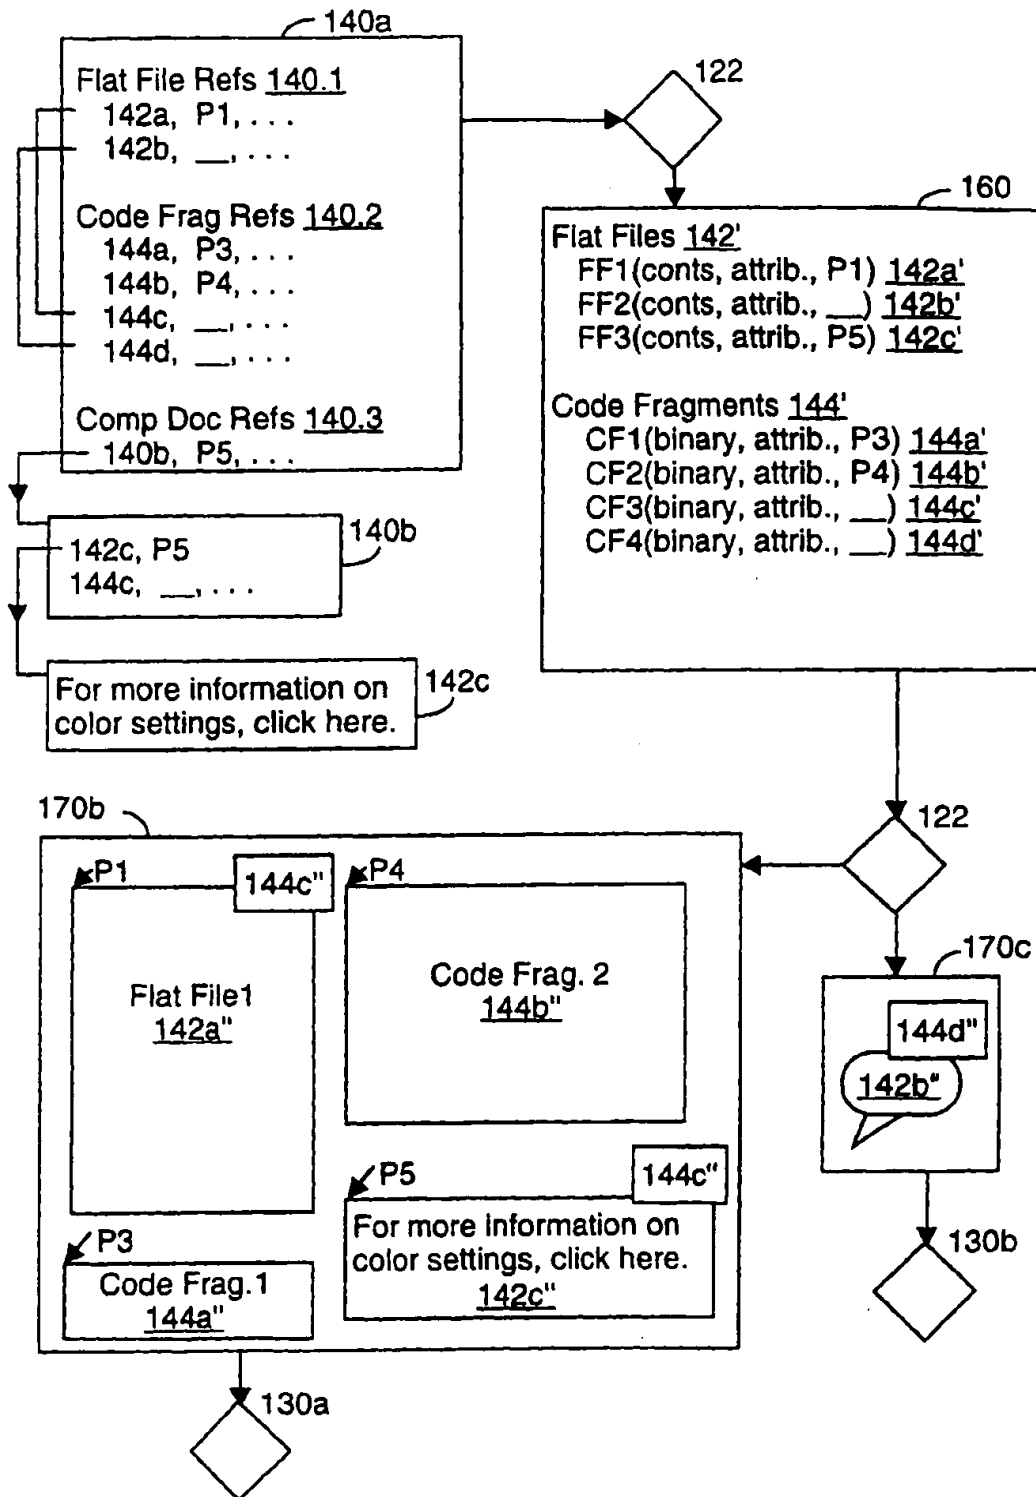 140a
Flat File Refs 140.1
142a, P1, . . .
142b, __, . . .
Code Frag Refs 140.2
144a, P3, . . .
144b, P4, . . .
144c, __, . . .
144d, __, . . .
Comp Doc Refs 140.3
140b, P5, . . .
122
160
Flat Files 142'
FF1(conts, attrib., P1) 142a'
FF2(conts, attrib., __) 142b'
FF3(conts, attrib., P5) 142c'
Code Fragments 144'
CF1(binary, attrib., P3) 144a'
CF2(binary, attrib., P4) 144b'
CF3(binary, attrib., __) 144c'
CF4(binary, attrib., __) 144d'
140b
142c, P5
144c, __, . . .
142c
For more information on
color settings, click here.
170b
122
P1
144c"
Flat File1
142a"
P4
Code Frag. 2
144b"
170c
144d"
142b"
P5
144c"
For more information on
color settings, click here.
142c"
P3
Code Frag.1
144a"
130b
130a